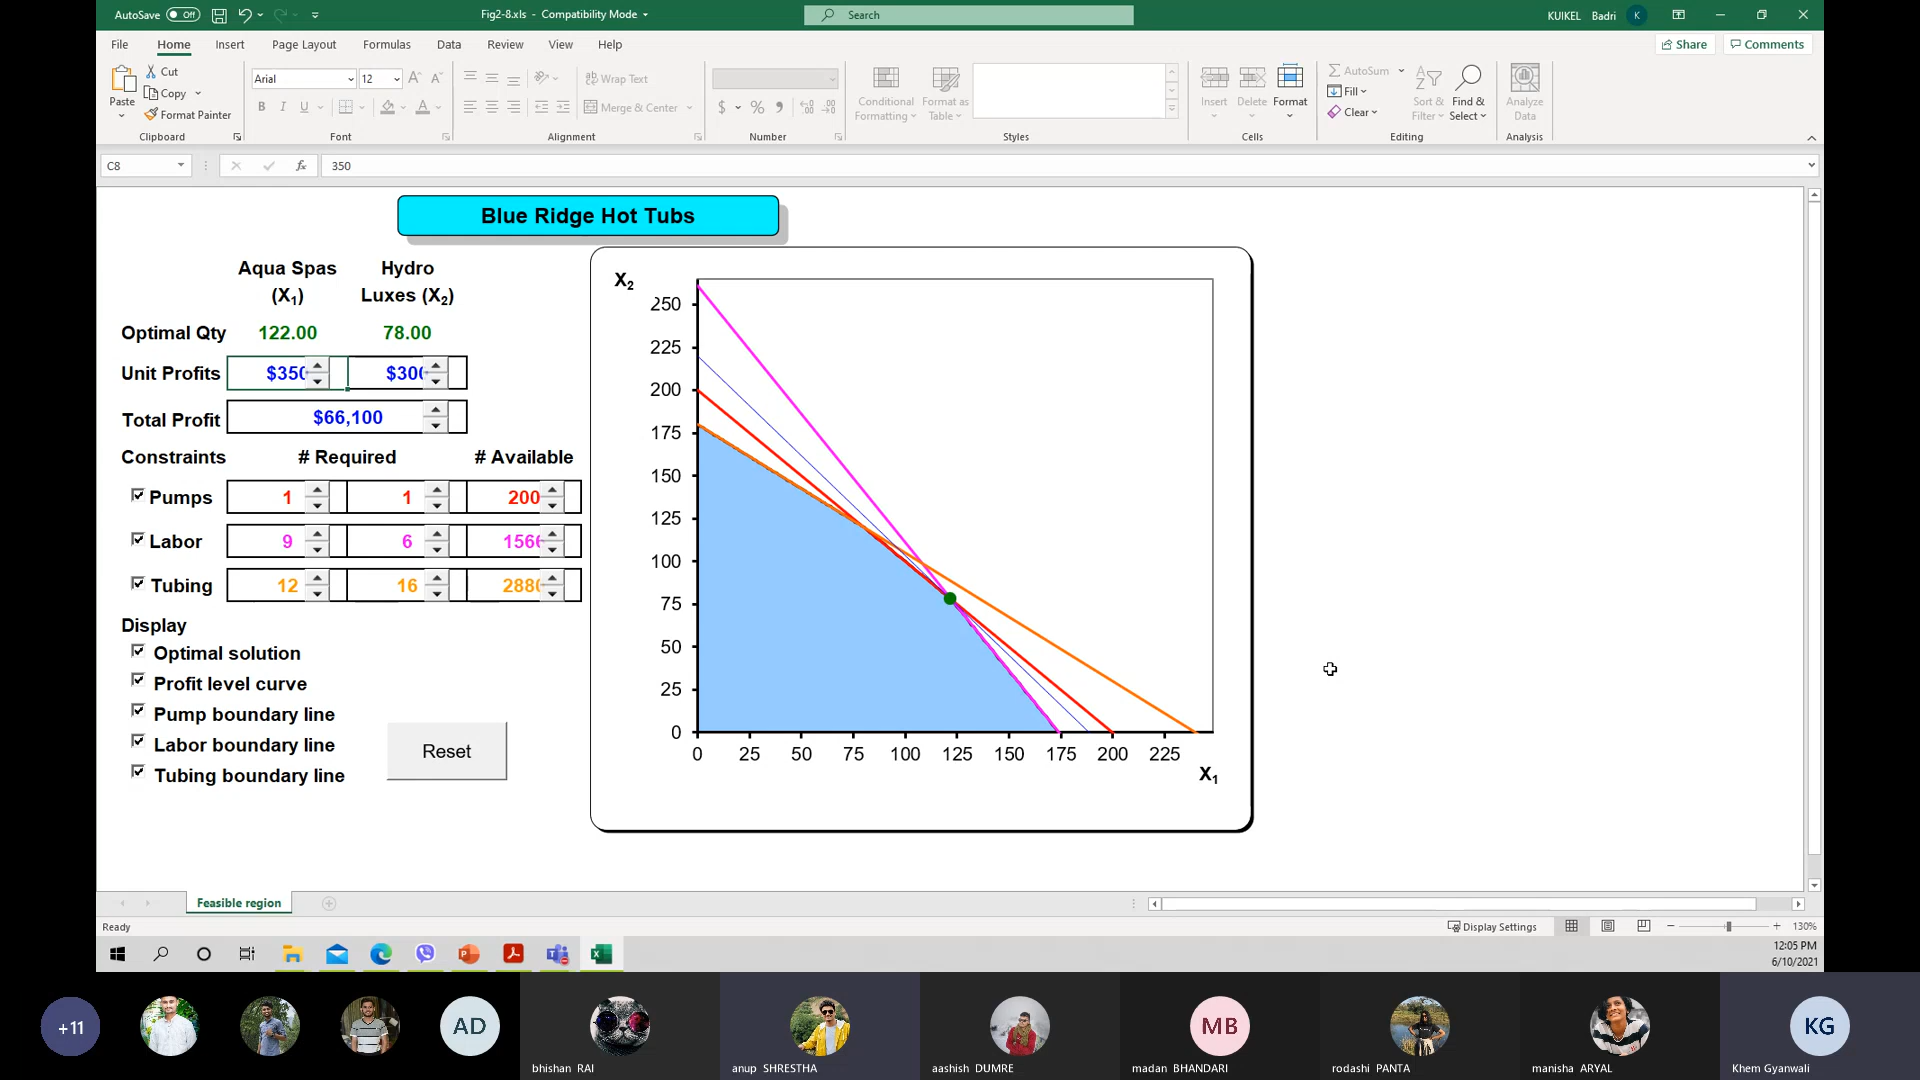 AutoSave Off
Fig2-8.xls - Compatibility Mode
Search
KUIKEL Badri K
File Home Insert Page Layout Formulas Data Review View Help
Share Comments
Paste
Cut
Copy
Format Painter
Clipboard
Arial 12
B I U
Font
Wrap Text
Merge & Center
Alignment
$ % 9
Number
Conditional Formatting
Format as Table
Styles
Insert Delete Format
Cells
AutoSum
Fill
Clear
Sort & Filter
Find & Select
Editing
Analyze Data
Analysis
C8
fx
350
Blue Ridge Hot Tubs
Aqua Spas (X1)
Hydro Luxes (X2)
Optimal Qty 122.00 78.00
Unit Profits $350 $300
Total Profit $66,100
Constraints # Required # Available
Pumps 1 1 200
Labor 9 6 1566
Tubing 12 16 2880
Display
Optimal solution
Profit level curve
Pump boundary line
Labor boundary line
Tubing boundary line
Reset
X2
250
225
200
175
150
125
100
75
50
25
0
0 25 50 75 100 125 150 175 200 225
X1
Feasible region
Ready
Display Settings
130%
12:05 PM
6/10/2021
+11
AD
bhishan RAI
anup SHRESTHA
aashish DUMRE
MB
madan BHANDARI
rodashi PANTA
manisha ARYAL
KG
Khem Gyanwali